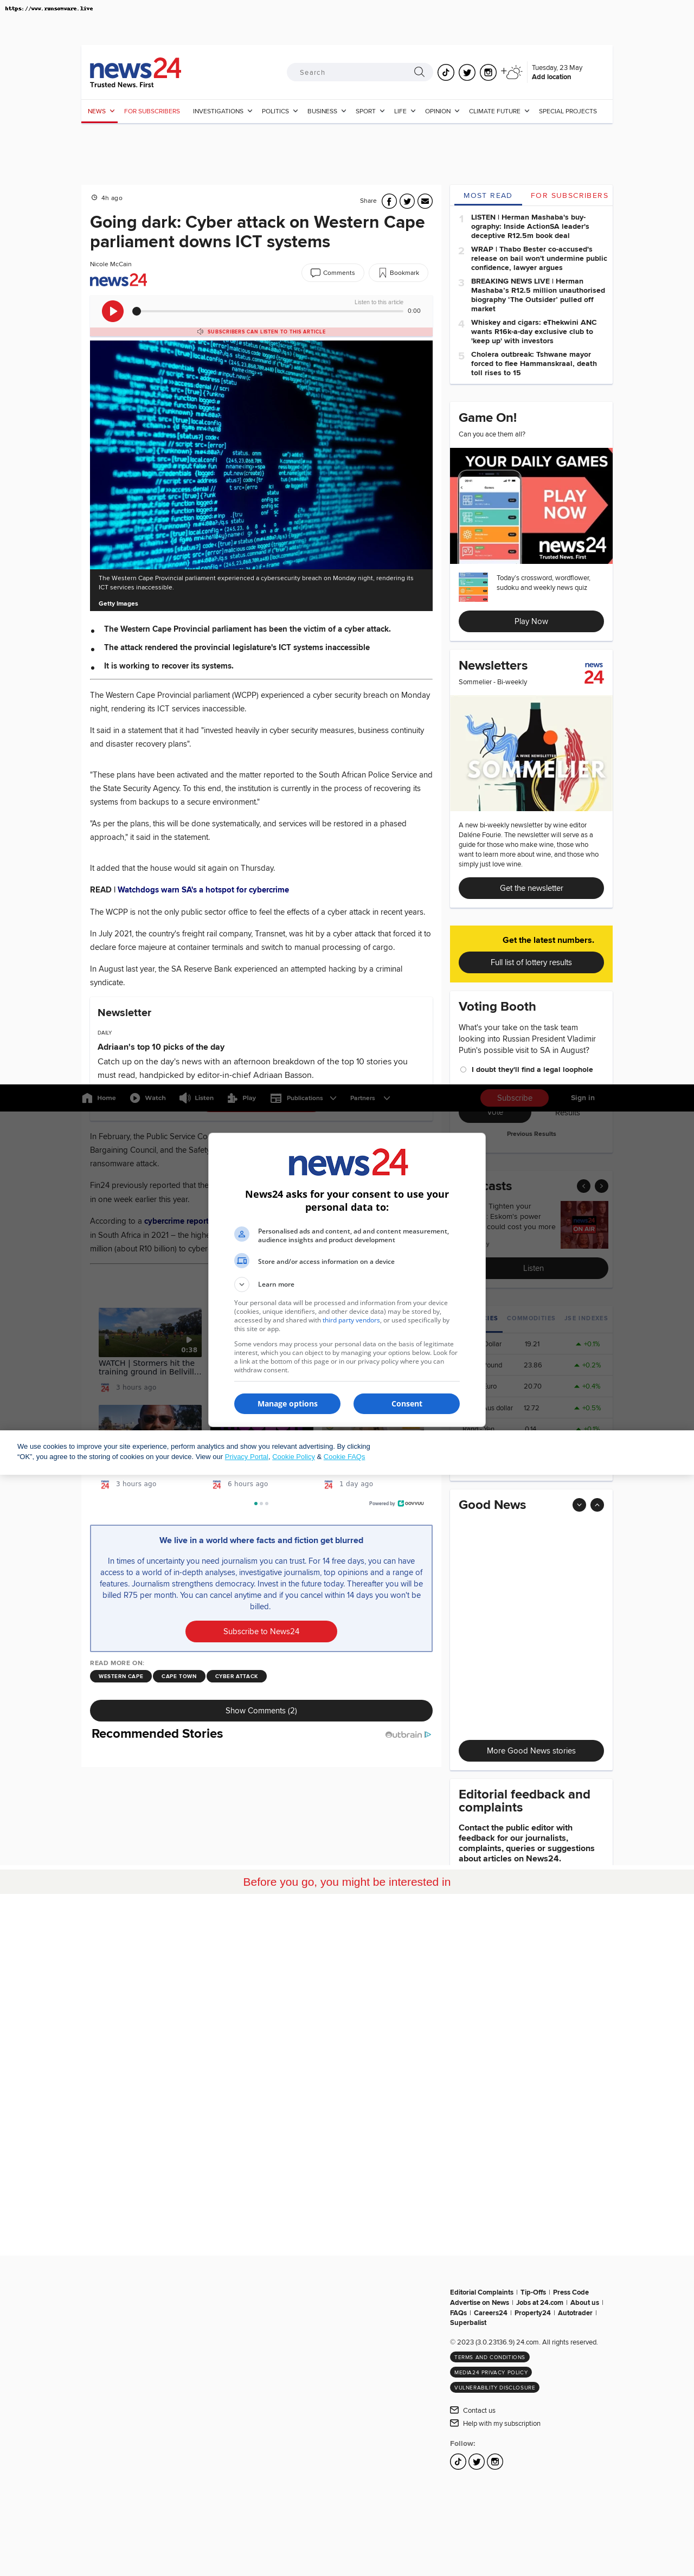 https://www.ransomware.live
news24
Trusted News. First
Search
Tuesday, 23 May
Add location
NEWS
FOR SUBSCRIBERS
INVESTIGATIONS
POLITICS
BUSINESS
SPORT
LIFE
OPINION
CLIMATE FUTURE
SPECIAL PROJECTS
4h ago
Share
Going dark: Cyber attack on Western Cape
parliament downs ICT systems
Nicole McCain
news24
Comments
Bookmark
Listen to this article
0:00
SUBSCRIBERS CAN LISTEN TO THIS ARTICLE
The Western Cape Provincial parliament experienced a cybersecurity breach on Monday night, rendering its
ICT services inaccessible.
Getty Images
The Western Cape Provincial parliament has been the victim of a cyber attack.
The attack rendered the provincial legislature's ICT systems inaccessible
It is working to recover its systems.
The Western Cape Provincial parliament (WCPP) experienced a cyber security breach on Monday
night, rendering its ICT services inaccessible.
It said in a statement that it had "invested heavily in cyber security measures, business continuity
and disaster recovery plans".
"These plans have been activated and the matter reported to the South African Police Service and
the State Security Agency. To this end, the institution is currently in the process of recovering its
systems from backups to a secure environment."
"As per the plans, this will be done systematically, and services will be restored in a phased
approach," it said in the statement.
It added that the house would sit again on Thursday.
READ | Watchdogs warn SA's a hotspot for cybercrime
The WCPP is not the only public sector office to feel the effects of a cyber attack in recent years.
In July 2021, the country's freight rail company, Transnet, was hit by a cyber attack that forced it to
declare force majeure at container terminals and switch to manual processing of cargo.
In August last year, the SA Reserve Bank experienced an attempted hacking by a criminal
syndicate.
Newsletter
DAILY
Adriaan's top 10 picks of the day
Catch up on the day's news with an afternoon breakdown of the top 10 stories you
must read, handpicked by editor-in-chief Adriaan Basson.
MOST READ
FOR SUBSCRIBERS
1 LISTEN | Herman Mashaba's buy-
ography: Inside ActionSA leader's
deceptive R12.5m book deal
2 WRAP | Thabo Bester co-accused's
release on bail won't undermine public
confidence, lawyer argues
3 BREAKING NEWS LIVE | Herman
Mashaba's R12.5 million unauthorised
biography 'The Outsider' pulled off
market
4 Whiskey and cigars: eThekwini ANC
wants R16k-a-day exclusive club to
'keep up' with investors
5 Cholera outbreak: Tshwane mayor
forced to flee Hammanskraal, death
toll rises to 15
Game On!
Can you ace them all?
YOUR DAILY GAMES
PLAY
NOW
news24
Trusted News. First
Today's crossword, wordflower,
sudoku and weekly news quiz
Play Now
Newsletters
Sommelier - Bi-weekly
news
24
A WINE NEWSLETTER
SOMMELIER
A new bi-weekly newsletter by wine editor
Daléne Fourie. The newsletter will serve as a
guide for those who make wine, those who
want to learn more about wine, and those who
simply just love wine.
Get the newsletter
Get the latest numbers.
Full list of lottery results
Voting Booth
What's your take on the task team
looking into Russian President Vladimir
Putin's possible visit to SA in August?
I doubt they'll find a legal loophole
Home
Watch
Listen
Play
Publications
Partners
Subscribe
Sign in
Vote
Results
Previous Results
In February, the Public Service Co
Bargaining Council, and the Safety
ransomware attack.
Fin24 previously reported that the
in one week earlier this year.
According to a cybercrime report
in South Africa in 2021 – the highe
million (about R10 billion) to cyber
news24
News24 asks for your consent to use your
personal data to:
Personalised ads and content, ad and content measurement,
audience insights and product development
Store and/or access information on a device
Learn more
Your personal data will be processed and information from your device
(cookies, unique identifiers, and other device data) may be stored by,
accessed by and shared with third party vendors, or used specifically by
this site or app.
Some vendors may process your personal data on the basis of legitimate
interest, which you can object to by managing your options below. Look for
a link at the bottom of this page or in our privacy policy where you can
withdraw consent.
Manage options
Consent
casts
Tighten your
Eskom's power
could cost you more
ON AIR
Listen
COMMODITIES
JSE INDEXES
Dollar 19.21 +0.1%
23.86 +0.2%
20.70 +0.4%
us dollar 12.72 +0.5%
0:38
WATCH | Stormers hit the
training ground in Bellvill...
3 hours ago
We use cookies to improve your site experience, perform analytics and show you relevant advertising. By clicking
“OK”, you agree to the storing of cookies on your device. View our Privacy Portal, Cookie Policy & Cookie FAQs
3 hours ago
6 hours ago
1 day ago
Powered by
We live in a world where facts and fiction get blurred
In times of uncertainty you need journalism you can trust. For 14 free days, you can have
access to a world of in-depth analyses, investigative journalism, top opinions and a range of
features. Journalism strengthens democracy. Invest in the future today. Thereafter you will be
billed R75 per month. You can cancel anytime and if you cancel within 14 days you won't be
billed.
Subscribe to News24
READ MORE ON:
WESTERN CAPE
CAPE TOWN
CYBER ATTACK
Show Comments (2)
Recommended Stories
Outbrain
Good News
More Good News stories
Editorial feedback and
complaints
Contact the public editor with
feedback for our journalists,
complaints, queries or suggestions
about articles on News24.
Before you go, you might be interested in
Editorial Complaints | Tip-Offs | Press Code
Advertise on News | Jobs at 24.com | About us |
FAQs | Careers24 | Property24 | Autotrader |
Superbalist
© 2023 (3.0.23136.9) 24.com. All rights reserved.
TERMS AND CONDITIONS
MEDIA24 PRIVACY POLICY
VULNERABILITY DISCLOSURE
Contact us
Help with my subscription
Follow: